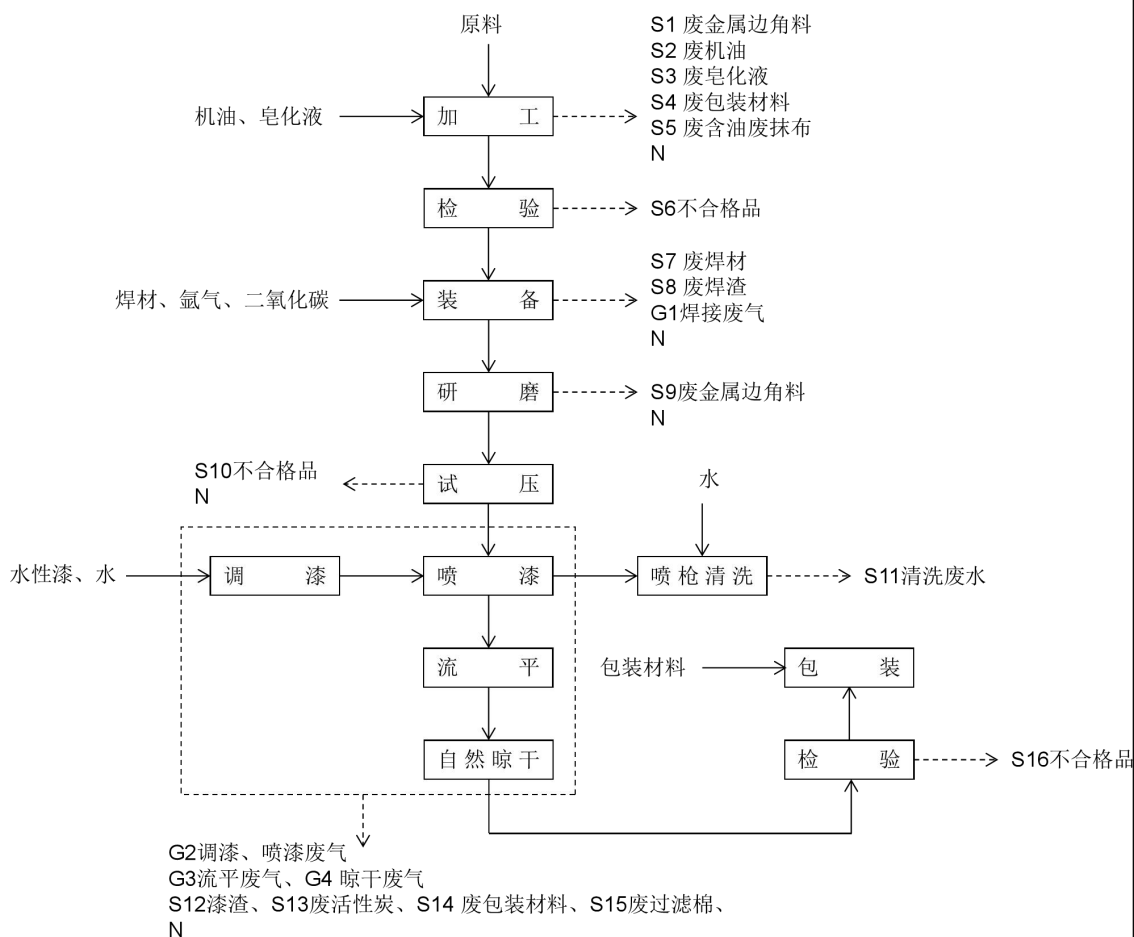 原料
S1 废金属边角料
S2 废机油
S3 废皂化液
S4 废包装材料
S5 废含油废抹布
N
机油、皂化液
加工
检验
S6不合格品
S7 废焊材
S8 废焊渣
G1焊接废气
N
焊材、氩气、二氧化碳
装备
研磨
S9废金属边角料
N
S10不合格品
N
试压
水
水性漆、水
调漆
喷漆
喷枪清洗
S11清洗废水
流平
包装材料
包装
自然晾干
检验
S16不合格品
G2调漆、喷漆废气
G3流平废气、G4 晾干废气
S12漆渣、S13废活性炭、S14 废包装材料、S15废过滤棉、
N